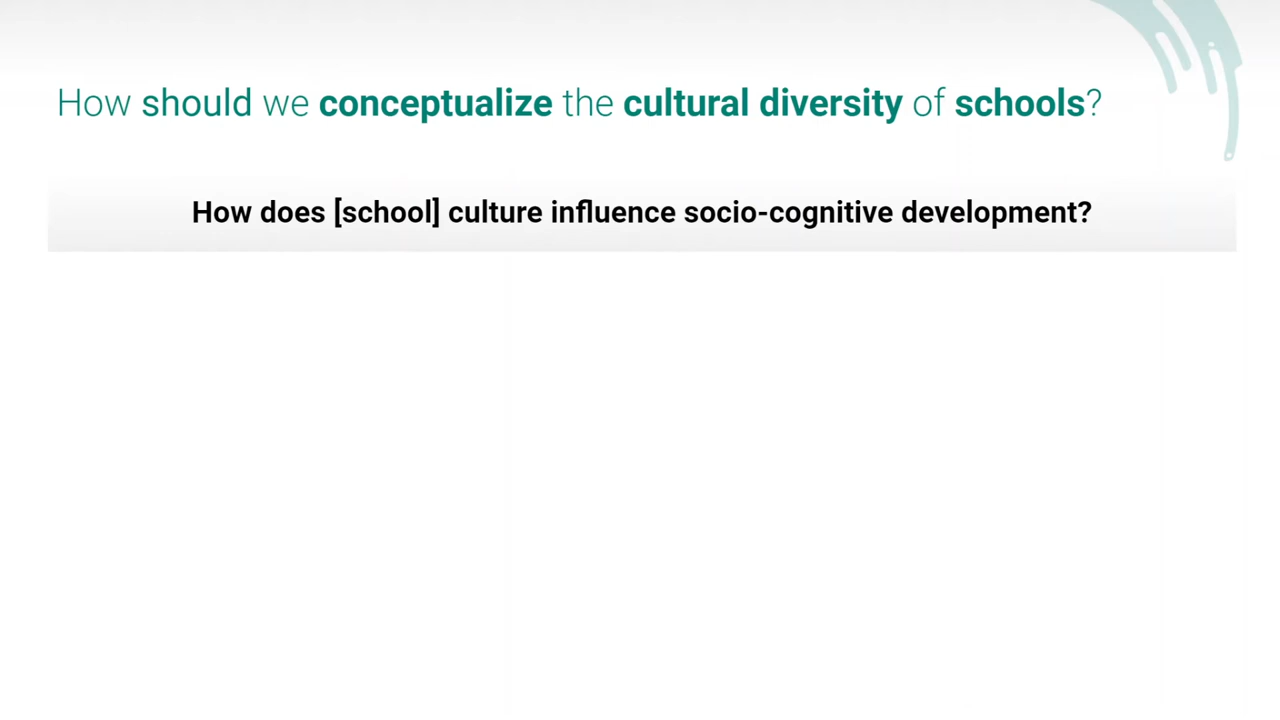 How should we conceptualize the cultural diversity of schools?
How does [school] culture influence socio-cognitive development?